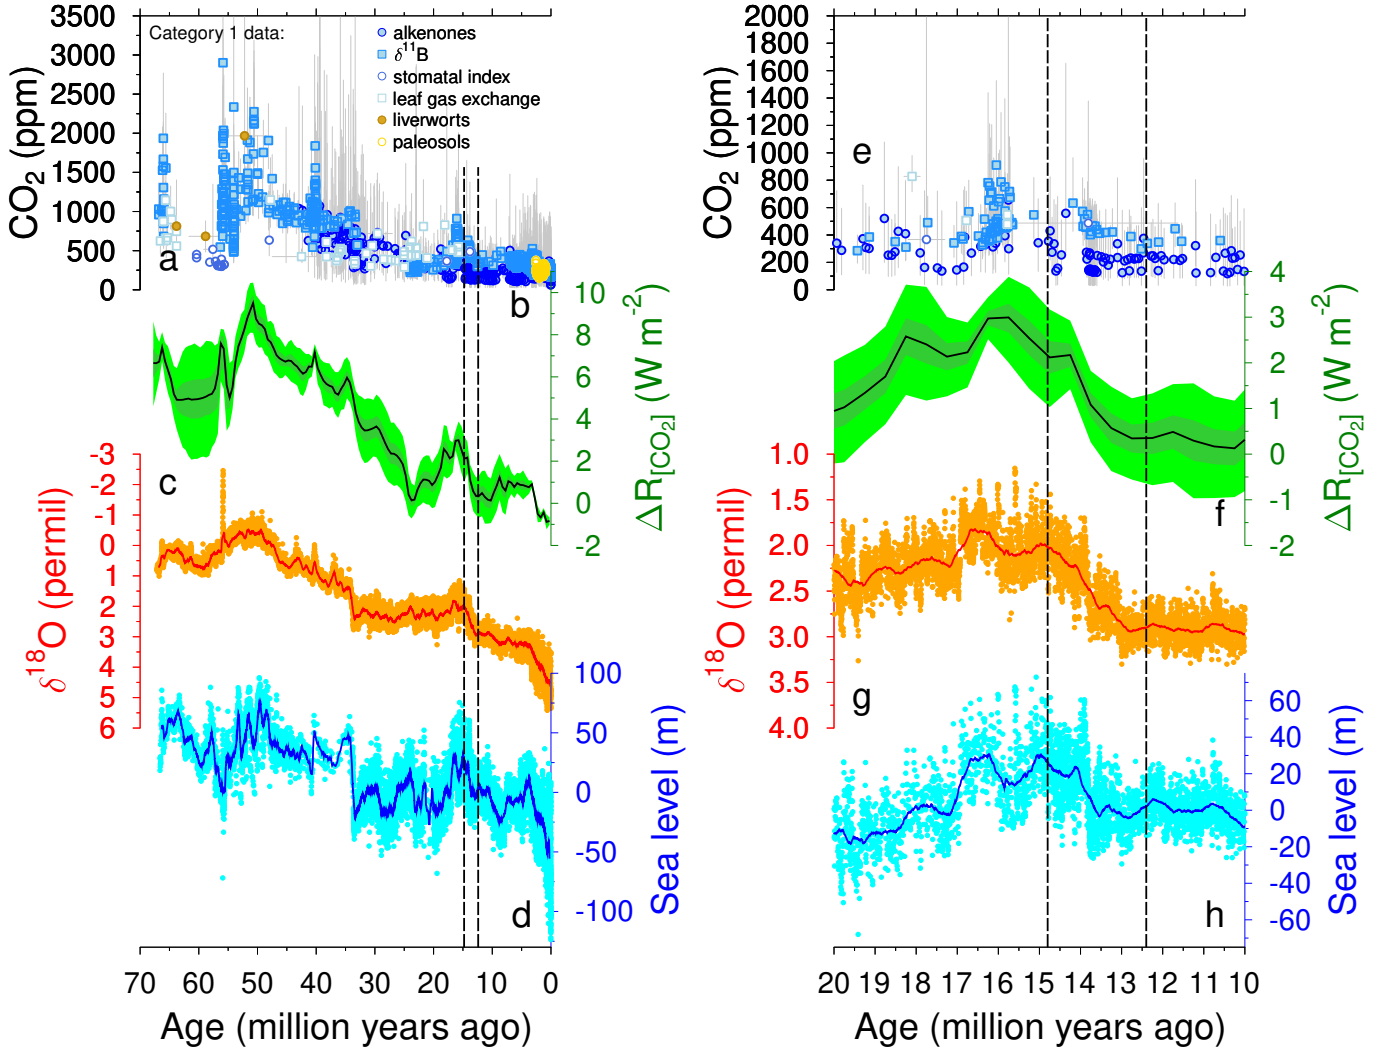 Category 1 data:
alkenones
δ¹¹B
stomatal index
leaf gas exchange
liverworts
paleosols
CO₂ (ppm)
3500
3000
2500
2000
1500
1000
500
0
a
b
10
8
6
4
2
0
-2
ΔR[CO₂] (W m⁻²)
c
-3
-2
-1
0
1
2
3
4
5
6
δ¹⁸O (permil)
100
50
0
-50
-100
Sea level (m)
d
70 60 50 40 30 20 10 0
Age (million years ago)
CO₂ (ppm)
2000
1800
1600
1400
1200
1000
800
600
400
200
0
e
4
3
2
1
0
-1
-2
ΔR[CO₂] (W m⁻²)
f
1.0
1.5
2.0
2.5
3.0
3.5
4.0
δ¹⁸O (permil)
g
60
40
20
0
-20
-40
-60
Sea level (m)
h
20 19 18 17 16 15 14 13 12 11 10
Age (million years ago)